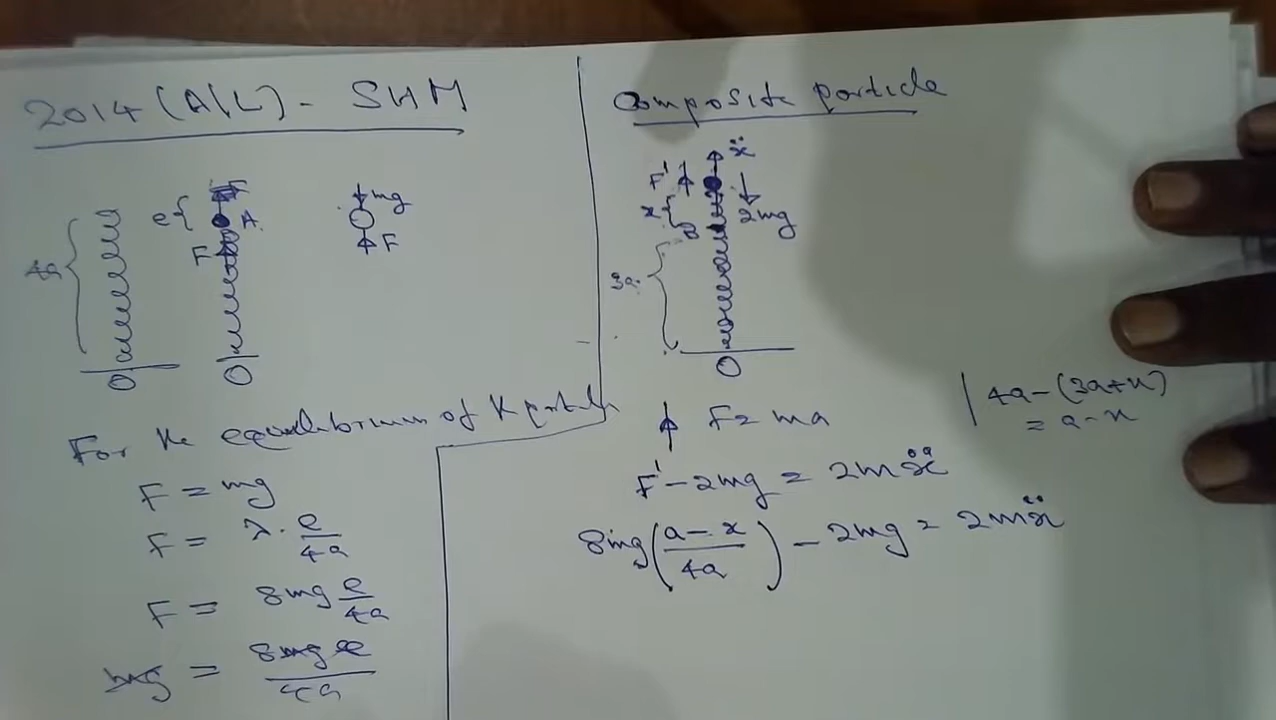 2014 (A/L) - SHM
4a
O
e
F
A
O
mg
F
For the equilibrium of the particle
F = mg
F = λ · e/4a
F = 8mg e/4a
mg = 8mge/4a
Composite particle
F'
ẍ
x
2mg
B
3a
O
F = ma
4a-(3a+x)
= a-x
F' - 2mg = 2mẍ
8mg(a-x/4a) - 2mg = 2mẍ